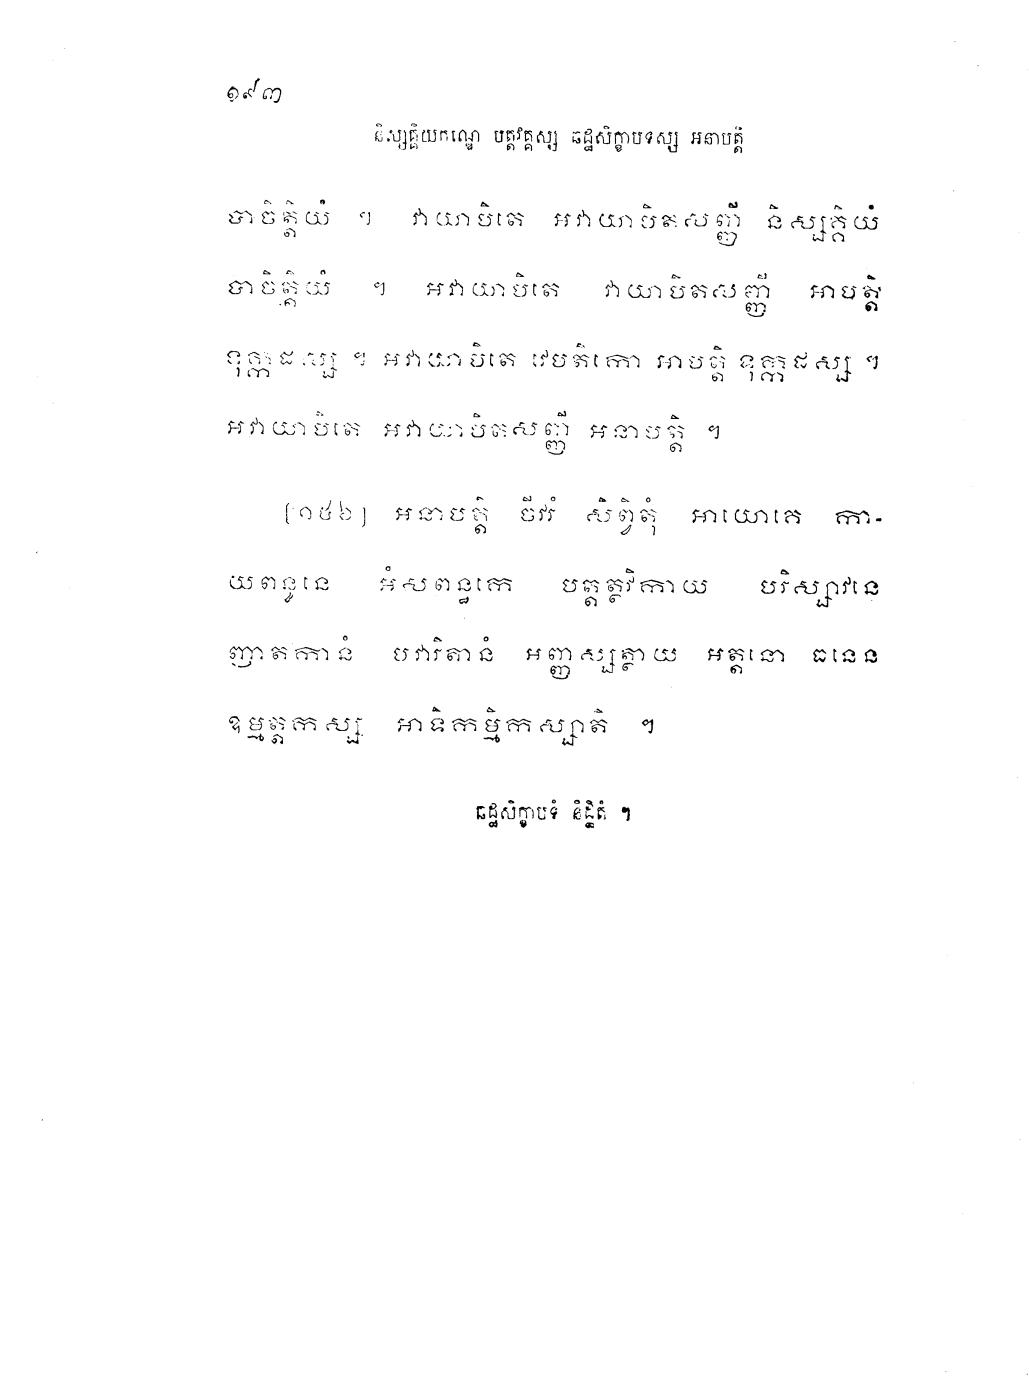 ១៩៣
និស្សគ្គិយកណ្ឌេ បត្តវគ្គស្ស ឆដ្ឋសិក្ខាបទស្ស អនាបត្តិ
បាចិត្តិយំ ។ វាយាបិតេ អវាយាបិតសញ្ញី និស្សគ្គិយំ
បាចិត្តិយំ ។ អវាយាបិតេ វាយាបិតសញ្ញី អាបត្តិ
ទុក្កដស្ស ។ អវាយាបិតេ វេមតិកោ អាបត្តិ ទុក្កដស្ស ។
អវាយាបិតេ អវាយាបិតសញ្ញី អនាបត្តិ ។
[១៥៦] អនាបត្តិ ចីវរំ សិព្វិតុំ អាយោគេ កា-
យពន្ធនេ អំសពន្ធកេ បត្តត្ថវិកាយ បរិស្សាវនេ
ញាតកានំ បវារិតានំ អញ្ញស្សត្ថាយ អត្តនោ ធនេន
ឧម្មត្តកស្ស អាទិកម្មិកស្សាតិ ។
ឆដ្ឋសិក្ខាបទំ និដ្ឋិតំ ។